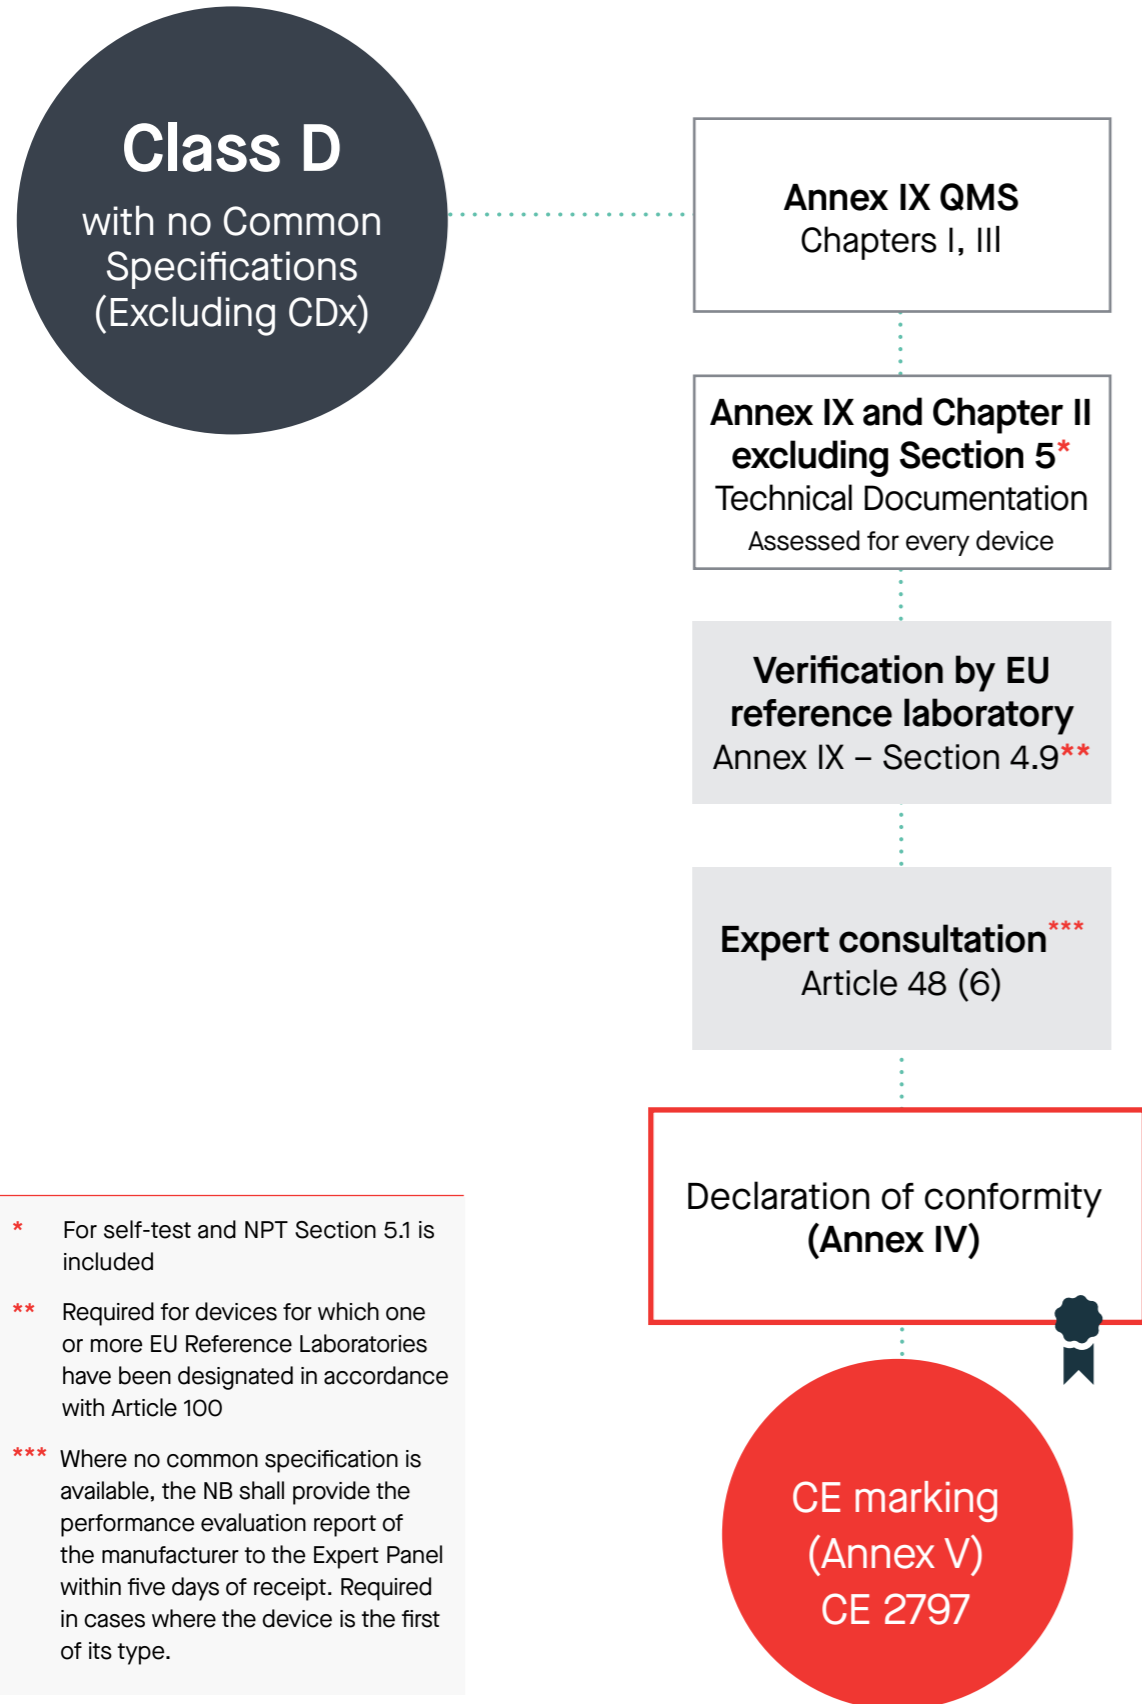 Class D
with no Common
Specifications
(Excluding CDx)
Annex IX QMS
Chapters I, III
Annex IX and Chapter II
excluding Section 5*
Technical Documentation
Assessed for every device
Verification by EU
reference laboratory
Annex IX – Section 4.9**
Expert consultation***
Article 48 (6)
Declaration of conformity
(Annex IV)
CE marking
(Annex V)
CE 2797
* For self-test and NPT Section 5.1 is
included
** Required for devices for which one
or more EU Reference Laboratories
have been designated in accordance
with Article 100
*** Where no common specification is
available, the NB shall provide the
performance evaluation report of
the manufacturer to the Expert Panel
within five days of receipt. Required
in cases where the device is the first
of its type.